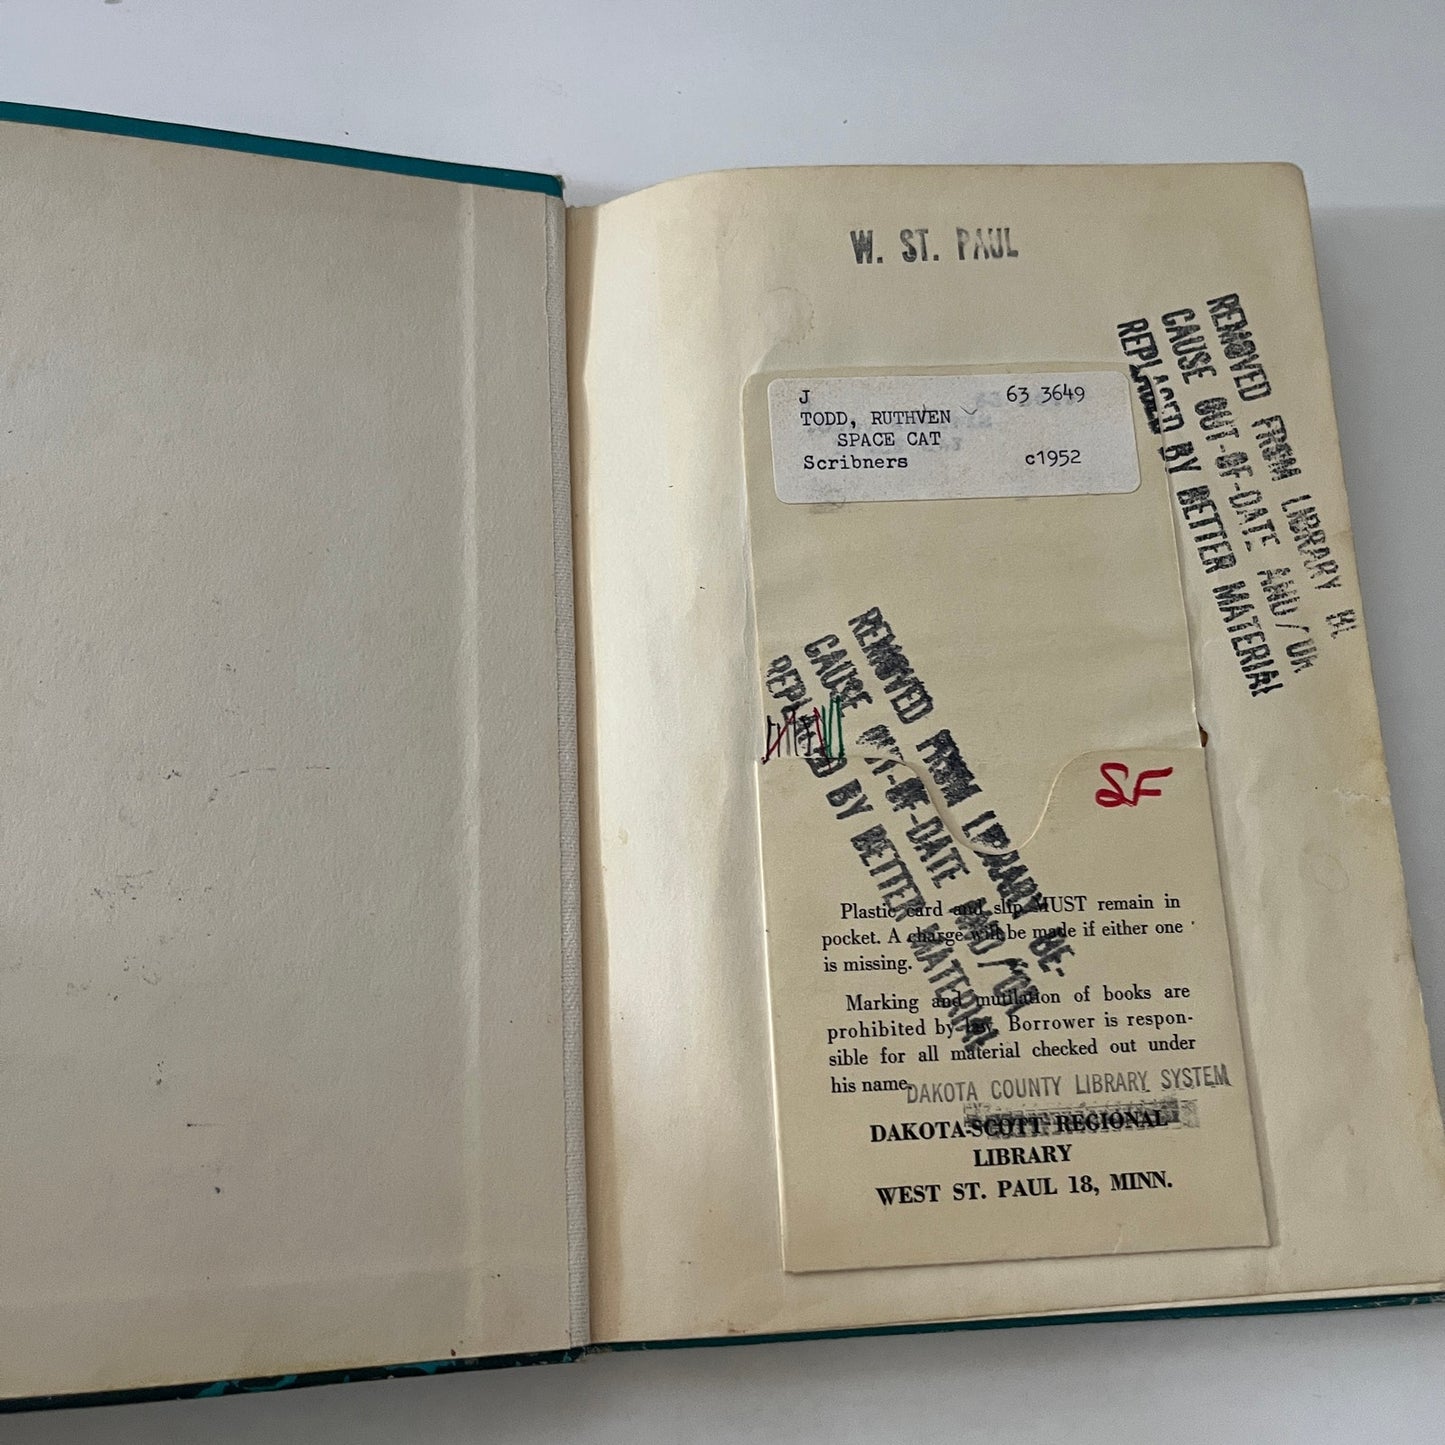 W. ST. PAUL
J 63 3649
TODD, RUTHVEN
SPACE CAT
Scribners c1952
REMOVED FROM LIBRARY BE
CAUSE OUT-OF-DATE AND/OR
REPLACED BY BETTER MATERIAL
REMOVED FROM LIBRARY BE-
CAUSE OUT-OF-DATE AND/OR
REPLACED BY BETTER MATERIAL
SF
Plastic card and slip MUST remain in
pocket. A charge will be made if either one
is missing.
Marking and mutilation of books are
prohibited by law. Borrower is respon-
sible for all material checked out under
his name.
DAKOTA COUNTY LIBRARY SYSTEM
DAKOTA-SCOTT REGIONAL
LIBRARY
WEST ST. PAUL 18, MINN.